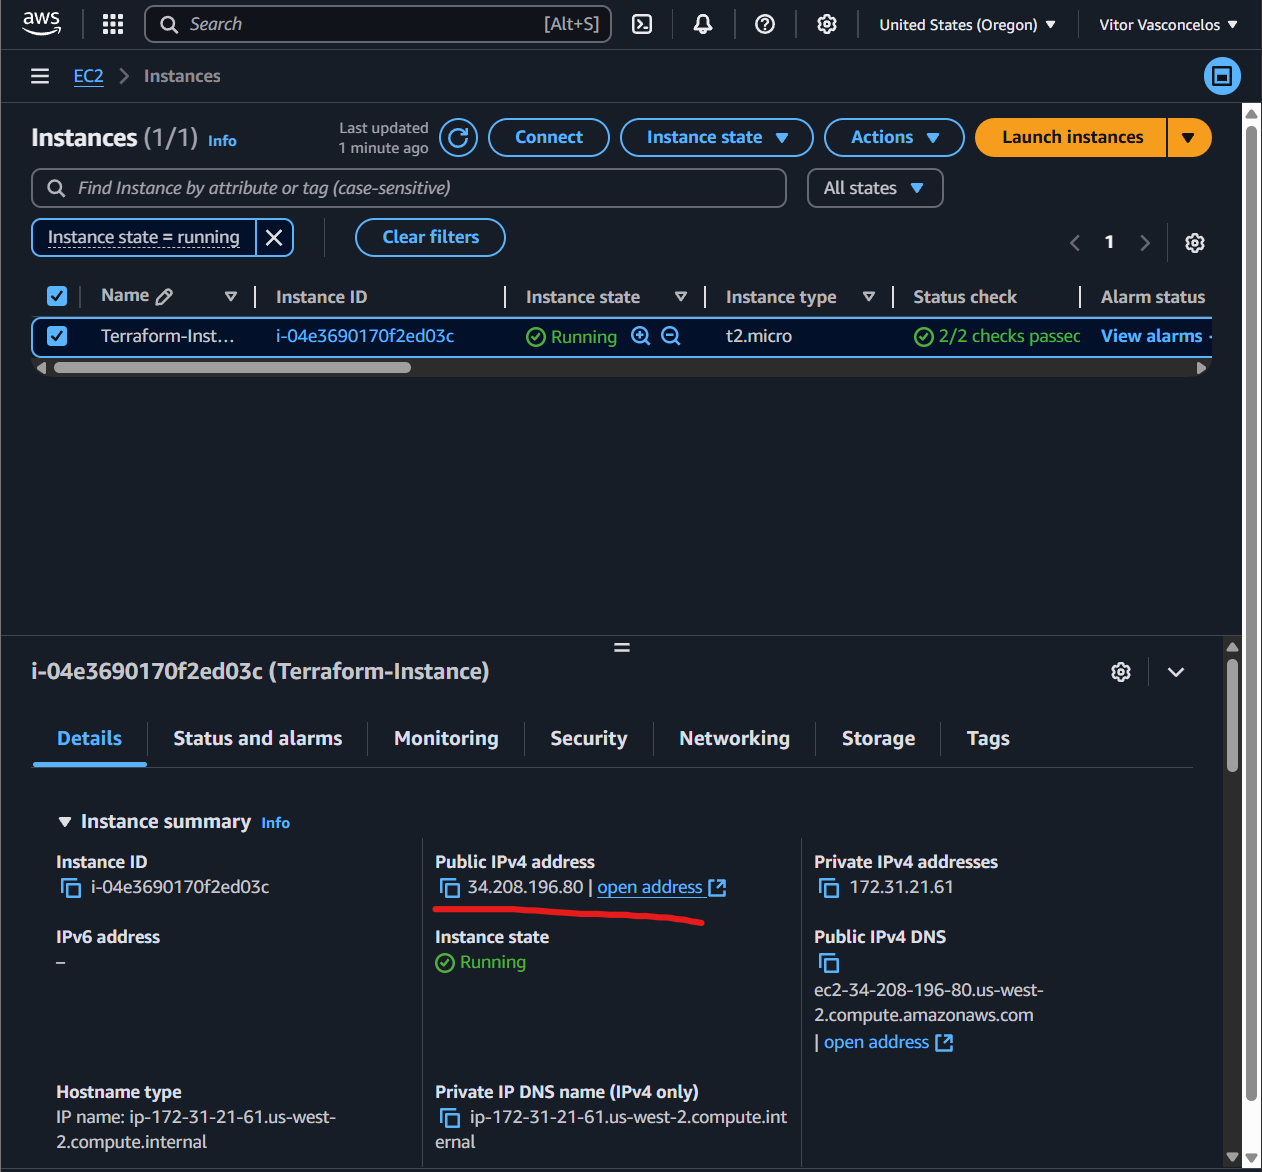 aws
Search [Alt+S]
United States (Oregon)
Vitor Vasconcelos
EC2 Instances
Instances (1/1) Info
Last updated
1 minute ago
Connect
Instance state
Actions
Launch instances
Find Instance by attribute or tag (case-sensitive)
All states
Instance state = running
Clear filters
1
Name Instance ID Instance state Instance type Status check Alarm status
Terraform-Inst... i-04e3690170f2ed03c Running t2.micro 2/2 checks passec View alarms
i-04e3690170f2ed03c (Terraform-Instance)
Details Status and alarms Monitoring Security Networking Storage Tags
Instance summary Info
Instance ID
i-04e3690170f2ed03c
Public IPv4 address
34.208.196.80 | open address
Private IPv4 addresses
172.31.21.61
IPv6 address
–
Instance state
Running
Public IPv4 DNS
ec2-34-208-196-80.us-west-
2.compute.amazonaws.com
| open address
Hostname type
IP name: ip-172-31-21-61.us-west-
2.compute.internal
Private IP DNS name (IPv4 only)
ip-172-31-21-61.us-west-2.compute.int
ernal